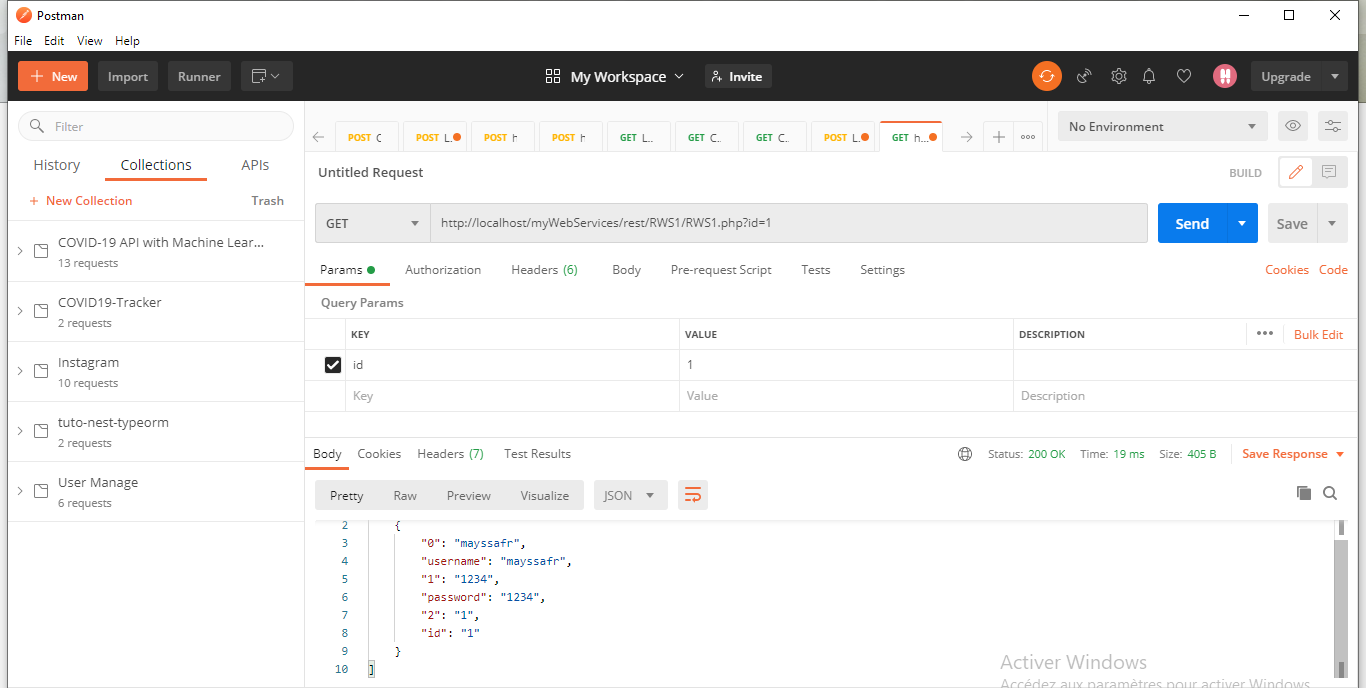 Postman
File Edit View Help
+ New Import Runner My Workspace Invite Upgrade
Filter
History Collections APIs
+ New Collection Trash
COVID-19 API with Machine Lear...
13 requests
COVID19-Tracker
2 requests
Instagram
10 requests
tuto-nest-typeorm
2 requests
User Manage
6 requests
POST C POST L. POST POST GET L.. GET C.. GET C.. POST L. GET h... + ooo No Environment
Untitled Request BUILD
GET http://localhost/myWebServices/rest/RWS1/RWS1.php?id=1 Send Save
Params Authorization Headers (6) Body Pre-request Script Tests Settings Cookies Code
Query Params
KEY VALUE DESCRIPTION ••• Bulk Edit
id 1
Key Value Description
Body Cookies Headers (7) Test Results Status: 200 OK Time: 19 ms Size: 405 B Save Response
Pretty Raw Preview Visualize JSON
2 {
3 "0": "mayssafr",
4 "username": "mayssafr",
5 "1": "1234",
6 "password": "1234",
7 "2": "1",
8 "id": "1"
9 }
10 ]
Activer Windows
Accédez aux paramètres pour activer Windows